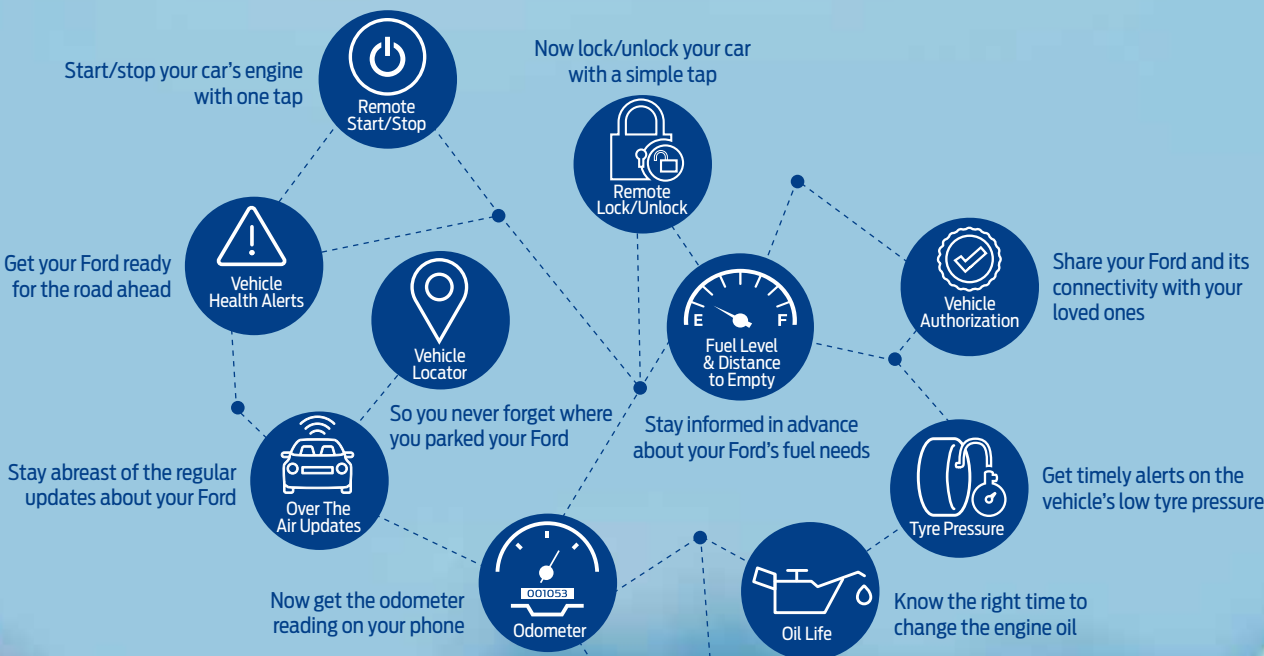 Start/stop your car's engine
with one tap
Remote
Start/Stop
Now lock/unlock your car
with a simple tap
Remote
Lock/Unlock
Get your Ford ready
for the road ahead
Vehicle
Health Alerts
Vehicle
Locator
So you never forget where
you parked your Ford
E
F
Fuel Level
& Distance
to Empty
Stay informed in advance
about your Ford's fuel needs
Vehicle
Authorization
Share your Ford and its
connectivity with your
loved ones
Stay abreast of the regular
updates about your Ford
Over The
Air Updates
Tyre Pressure
Get timely alerts on the
vehicle's low tyre pressure
Now get the odometer
reading on your phone
001053
Odometer
Oil Life
Know the right time to
change the engine oil